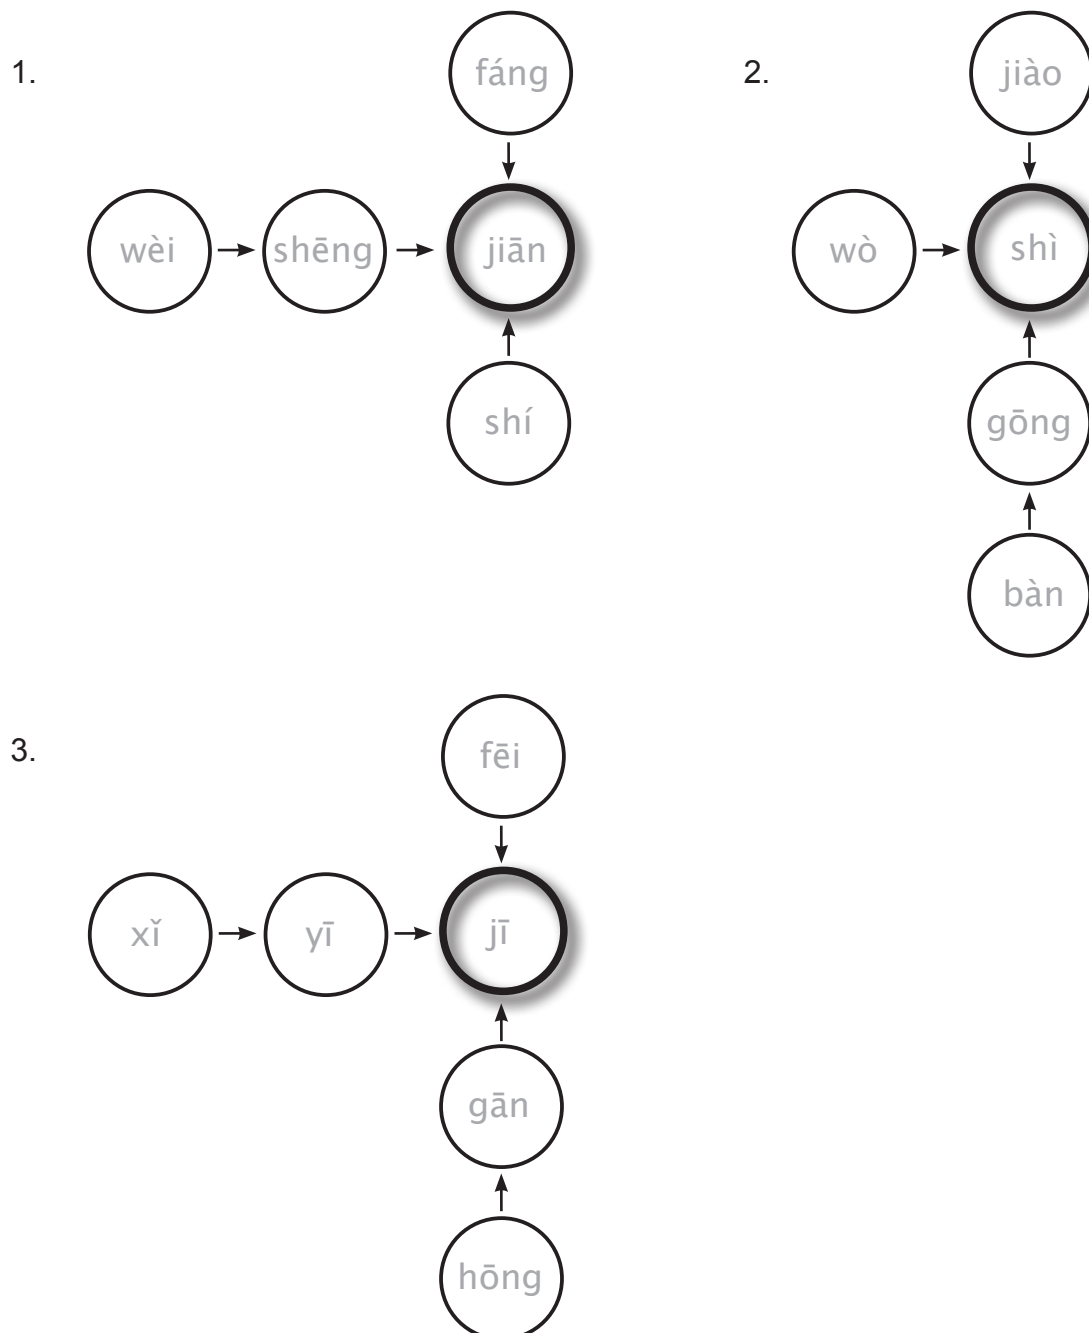 1.
fáng
wèi
shēng
jiān
shí
2.
jiào
wò
shì
gōng
bàn
3.
fēi
xǐ
yī
jī
gān
hōng